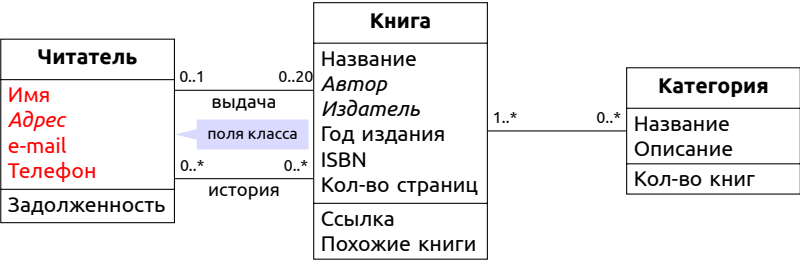 Читатель
Имя
Адрес
e-mail
Телефон
Задолженность
0..1
0..20
выдача
поля класса
0..*
0..*
история
Книга
Название
Автор
Издатель
Год издания
ISBN
Кол-во страниц
Ссылка
Похожие книги
1..*
0..*
Категория
Название
Описание
Кол-во книг